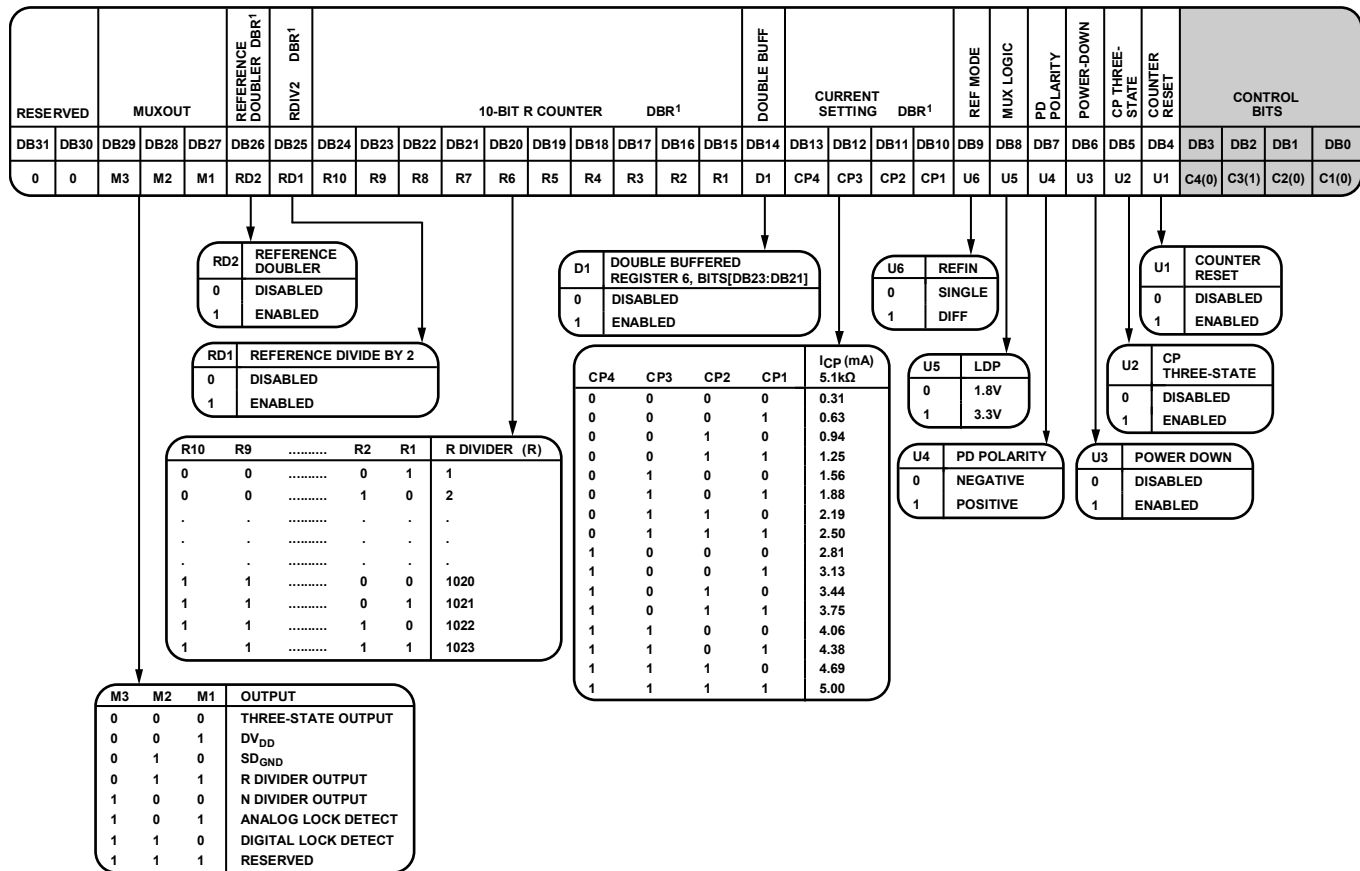 RESERVED MUXOUT REFERENCE DOUBLER DBR1 RDIV2 DBR1 10-BIT R COUNTER DBR1 DOUBLE BUFF CURRENT SETTING DBR1 REF MODE MUX LOGIC PD POLARITY POWER-DOWN CP THREE-STATE COUNTER RESET CONTROL BITS
DB31 DB30 DB29 DB28 DB27 DB26 DB25 DB24 DB23 DB22 DB21 DB20 DB19 DB18 DB17 DB16 DB15 DB14 DB13 DB12 DB11 DB10 DB9 DB8 DB7 DB6 DB5 DB4 DB3 DB2 DB1 DB0
0 0 M3 M2 M1 RD2 RD1 R10 R9 R8 R7 R6 R5 R4 R3 R2 R1 D1 CP4 CP3 CP2 CP1 U6 U5 U4 U3 U2 U1 C4(0) C3(1) C2(0) C1(0)
RD2 REFERENCE DOUBLER
0 DISABLED
1 ENABLED
RD1 REFERENCE DIVIDE BY 2
0 DISABLED
1 ENABLED
R10 R9 .......... R2 R1 R DIVIDER (R)
0 0 .......... 0 1 1
0 0 .......... 1 0 2
. . .......... . . .
. . .......... . . .
. . .......... . . .
1 1 .......... 0 0 1020
1 1 .......... 0 1 1021
1 1 .......... 1 0 1022
1 1 .......... 1 1 1023
M3 M2 M1 OUTPUT
0 0 0 THREE-STATE OUTPUT
0 0 1 DVDD
0 1 0 SDGND
0 1 1 R DIVIDER OUTPUT
1 0 0 N DIVIDER OUTPUT
1 0 1 ANALOG LOCK DETECT
1 1 0 DIGITAL LOCK DETECT
1 1 1 RESERVED
D1 DOUBLE BUFFERED
REGISTER 6, BITS[DB23:DB21]
0 DISABLED
1 ENABLED
ICP (mA)
CP4 CP3 CP2 CP1 5.1kΩ
0 0 0 0 0.31
0 0 0 1 0.63
0 0 1 0 0.94
0 0 1 1 1.25
0 1 0 0 1.56
0 1 0 1 1.88
0 1 1 0 2.19
0 1 1 1 2.50
1 0 0 0 2.81
1 0 0 1 3.13
1 0 1 0 3.44
1 0 1 1 3.75
1 1 0 0 4.06
1 1 0 1 4.38
1 1 1 0 4.69
1 1 1 1 5.00
U6 REFIN
0 SINGLE
1 DIFF
U5 LDP
0 1.8V
1 3.3V
U4 PD POLARITY
0 NEGATIVE
1 POSITIVE
U1 COUNTER RESET
0 DISABLED
1 ENABLED
U2 CP THREE-STATE
0 DISABLED
1 ENABLED
U3 POWER DOWN
0 DISABLED
1 ENABLED